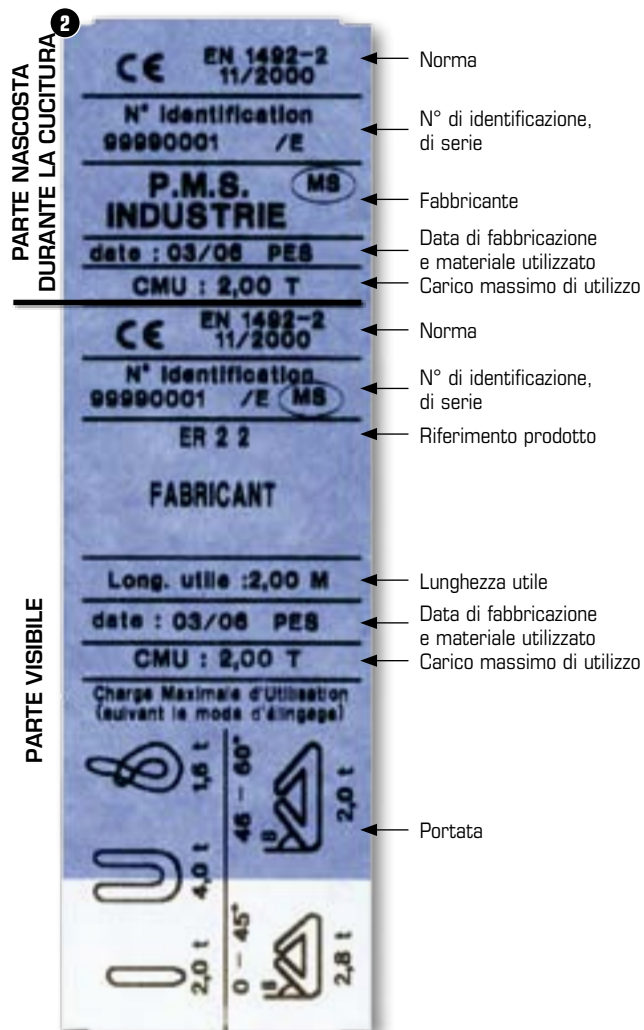 2
PARTE NASCOSTA
DURANTE LA CUCITURA
CE EN 1492-2
11/2000
Norma
N° Identification
99990001 /E
N° di identificazione,
di serie
P.M.S. MS
INDUSTRIE
Fabbricante
date : 03/06 PES
Data di fabbricazione
e materiale utilizzato
CMU : 2,00 T
Carico massimo di utilizzo
PARTE VISIBILE
CE EN 1492-2
11/2000
Norma
N° Identification
99990001 /E MS
N° di identificazione,
di serie
ER 2 2
Riferimento prodotto
FABRICANT
Long. utile :2,00 M
Lunghezza utile
date : 03/06 PES
Data di fabbricazione
e materiale utilizzato
CMU : 2,00 T
Carico massimo di utilizzo
Charge Maximale d'Utilisation
(suivant le mode d'élingage)
1,6 t
46 - 60°
2,0 t
Portata
4,0 t
2,0 t
0 - 45°
2,8 t